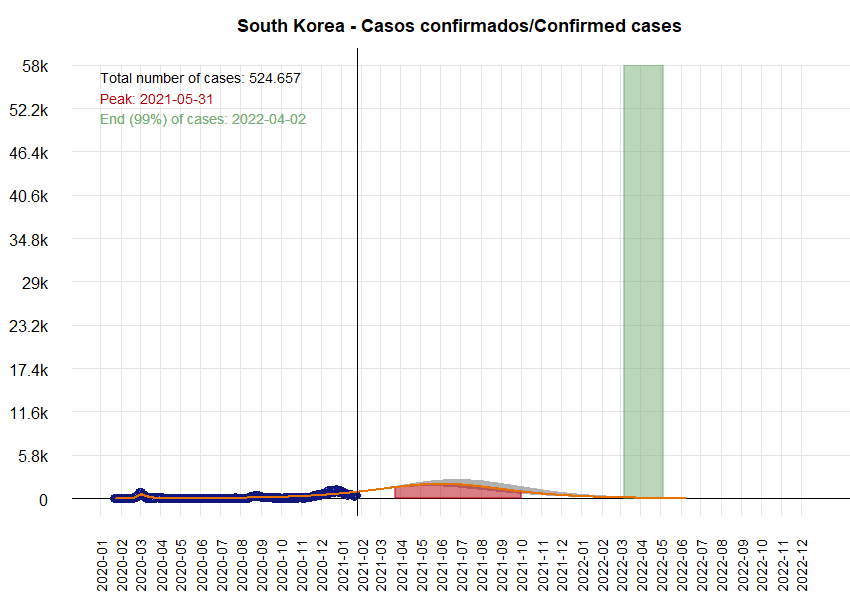 South Korea - Casos confirmados/Confirmed cases
58k
52.2k
46.4k
40.6k
34.8k
29k
23.2k
17.4k
11.6k
5.8k
0
Total number of cases: 524.657
Peak: 2021-05-31
End (99%) of cases: 2022-04-02
2020-01
2020-02
2020-03
2020-04
2020-05
2020-06
2020-07
2020-08
2020-09
2020-10
2020-11
2020-12
2021-01
2021-02
2021-03
2021-04
2021-05
2021-06
2021-07
2021-08
2021-09
2021-10
2021-11
2021-12
2022-01
2022-02
2022-03
2022-04
2022-05
2022-06
2022-07
2022-08
2022-09
2022-10
2022-11
2022-12